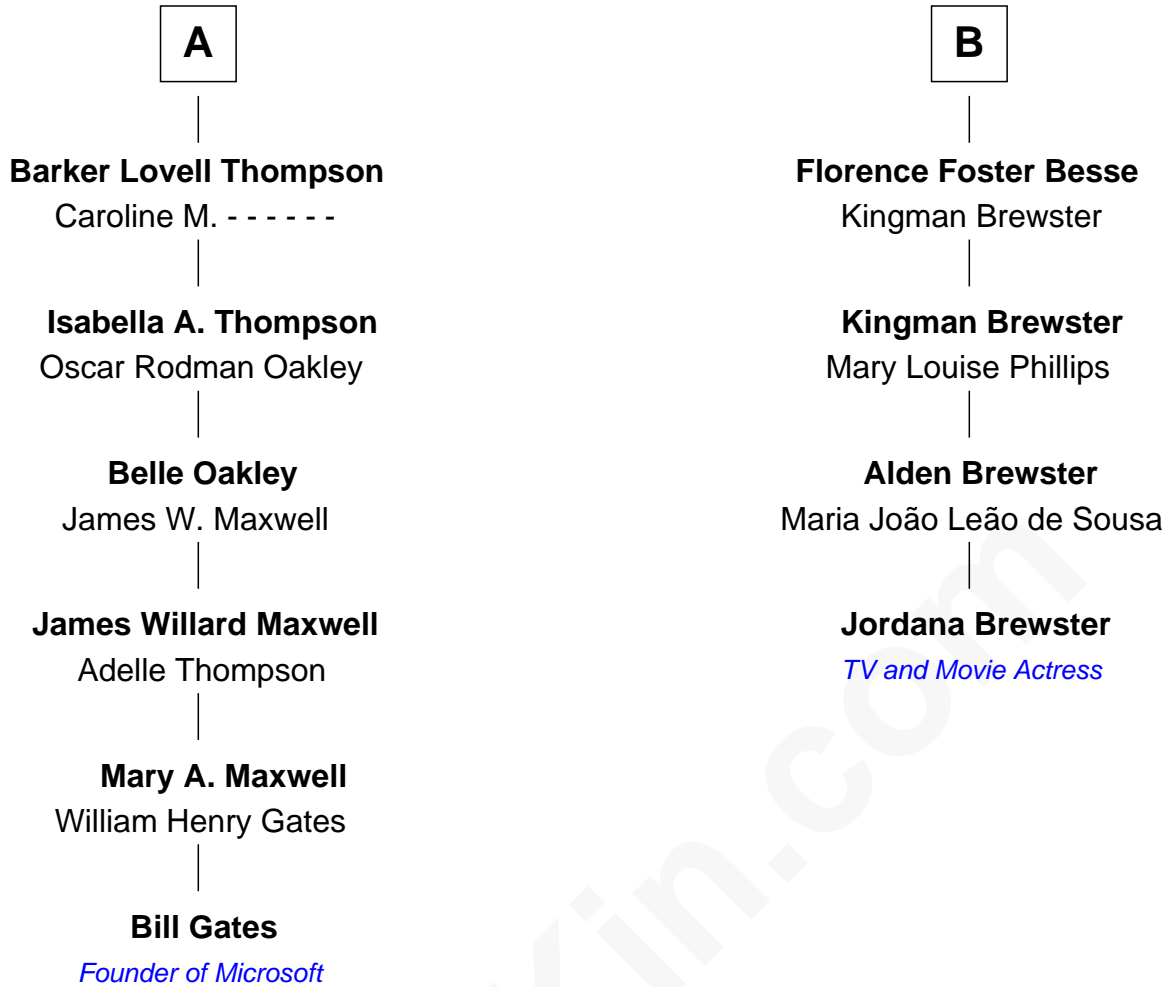 A
Barker Lovell Thompson
Caroline M. - - - - - -
Isabella A. Thompson
Oscar Rodman Oakley
Belle Oakley
James W. Maxwell
James Willard Maxwell
Adelle Thompson
Mary A. Maxwell
William Henry Gates
Bill Gates
Founder of Microsoft
B
Florence Foster Besse
Kingman Brewster
Kingman Brewster
Mary Louise Phillips
Alden Brewster
Maria João Leão de Sousa
Jordana Brewster
TV and Movie Actress
Kin.com